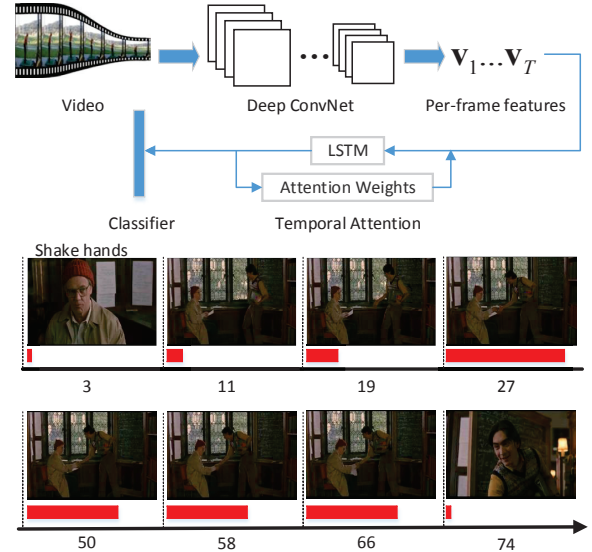 Video
Deep ConvNet
Per-frame features
v1...vT
LSTM
Attention Weights
Classifier
Temporal Attention
Shake hands
3 11 19 27
50 58 66 74